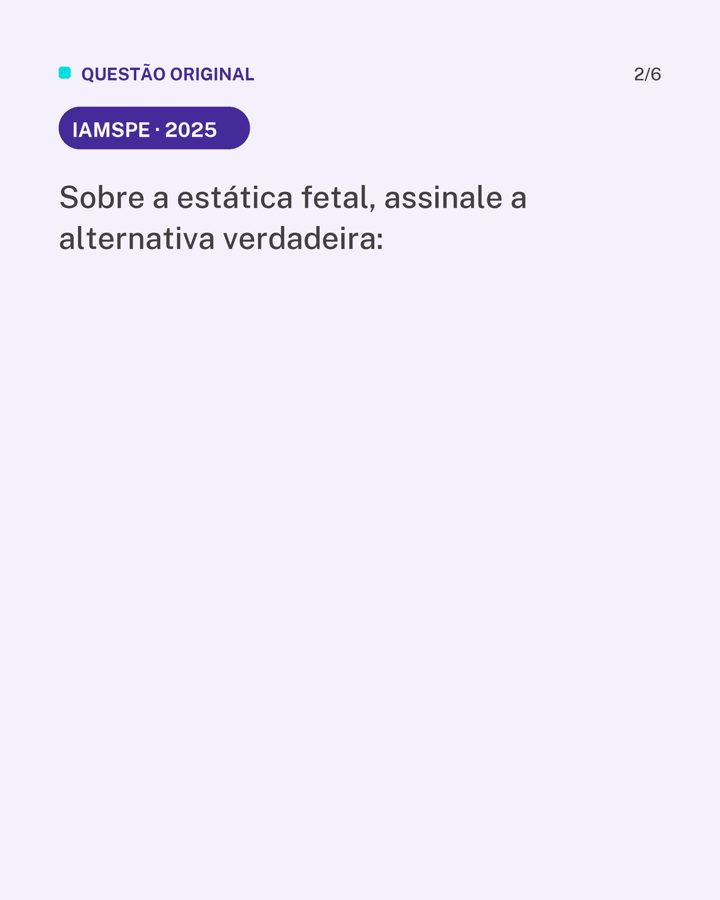 QUESTÃO ORIGINAL
2/6
IAMSPE · 2025
Sobre a estática fetal, assinale a
alternativa verdadeira: